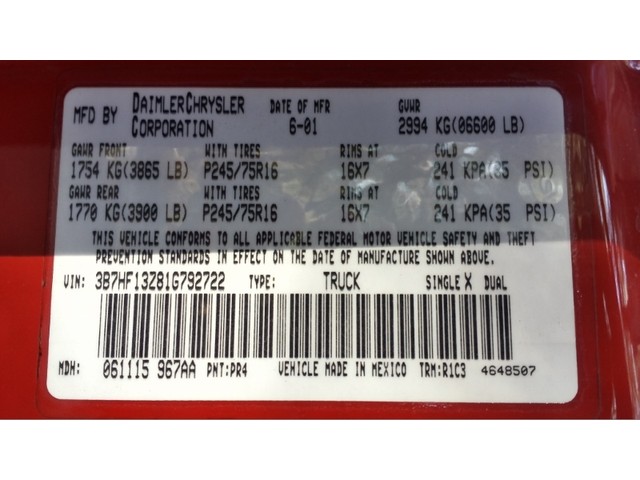 MFD BY DAIMLERCHRYSLER CORPORATION DATE OF MFR 6-01 GVWR 2994 KG(06600 LB)
GAWR FRONT WITH TIRES RIMS AT COLD
1754 KG(3865 LB) P245/75R16 16X7 241 KPA(35 PSI)
GAWR REAR WITH TIRES RIMS AT COLD
1770 KG(3900 LB) P245/75R16 16X7 241 KPA(35 PSI)
THIS VEHICLE CONFORMS TO ALL APPLICABLE FEDERAL MOTOR VEHICLE SAFETY AND THEFT
PREVENTION STANDARDS IN EFFECT ON THE DATE OF MANUFACTURE SHOWN ABOVE.
VIN: 3B7HF13Z81G792722 TYPE: TRUCK SINGLE X DUAL
MDH: 061115 967AA PNT:PR4 VEHICLE MADE IN MEXICO TRM:R1C3 4648507